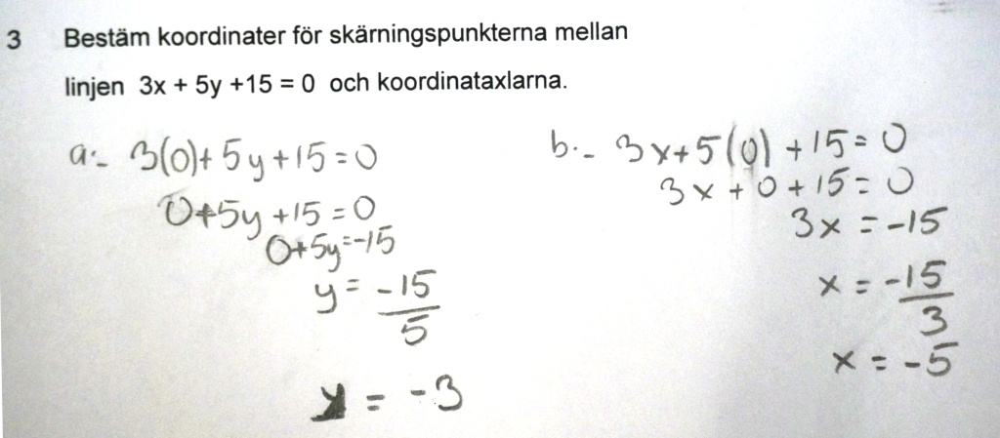 3 Bestäm koordinater för skärningspunkterna mellan
linjen 3x + 5y +15 = 0 och koordinataxlarna.
a:- 3(0)+ 5y +15 = 0
0+5y +15 = 0
0+5y=-15
y = -15/5
y = -3
b.- 3x+5(0) +15 = 0
3x + 0 + 15 = 0
3x = -15
x = -15/3
x = -5